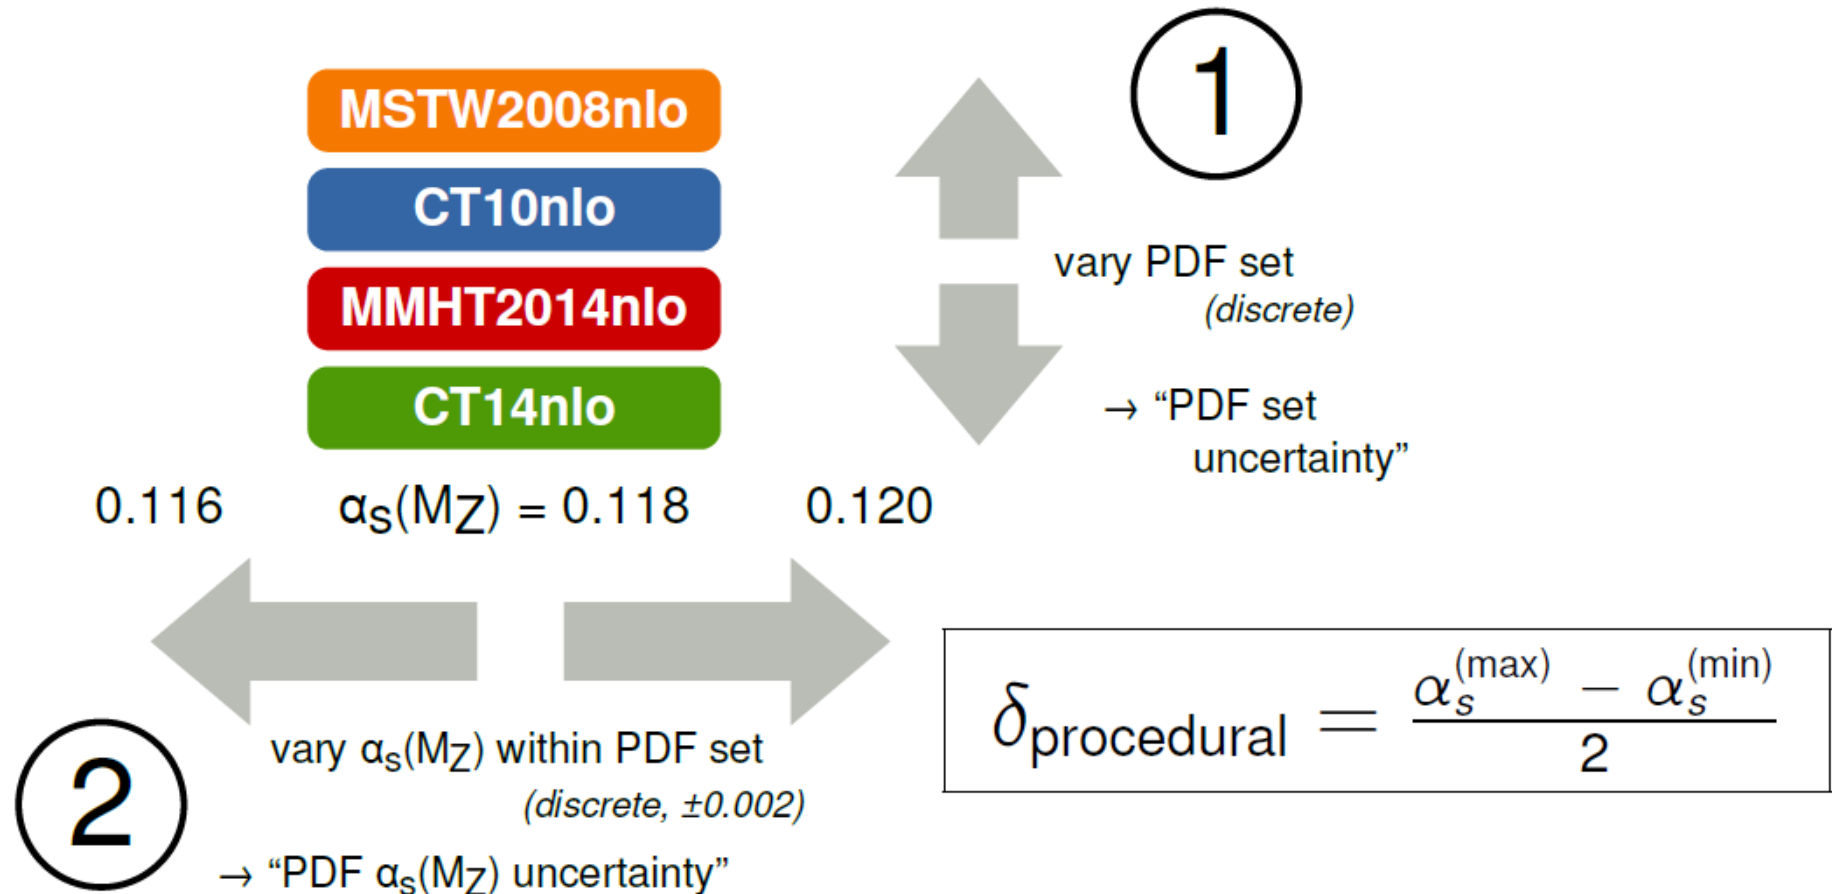 1
MSTW2008nlo
CT10nlo
MMHT2014nlo
CT14nlo
vary PDF set
(discrete)
→ “PDF set
uncertainty”
0.116 αs(MZ) = 0.118 0.120
2
vary αs(MZ) within PDF set
(discrete, ±0.002)
→ “PDF αs(MZ) uncertainty”
δprocedural = (αs^(max) − αs^(min)) / 2